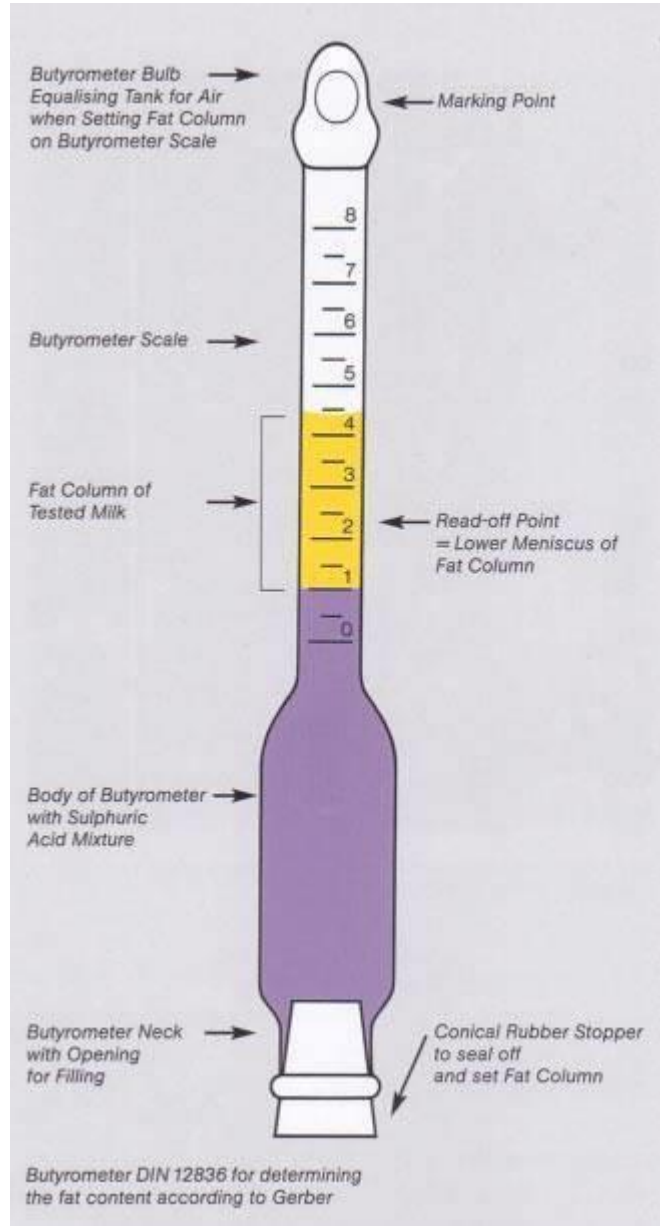 Butyrometer Bulb
Equalising Tank for Air
when Setting Fat Column
on Butyrometer Scale
Marking Point
8
7
6
Butyrometer Scale
5
4
3
Fat Column of
Tested Milk
2
Read-off Point
= Lower Meniscus of
Fat Column
1
0
Body of Butyrometer
with Sulphuric
Acid Mixture
Butyrometer Neck
with Opening
for Filling
Conical Rubber Stopper
to seal off
and set Fat Column
Butyrometer DIN 12836 for determining
the fat content according to Gerber